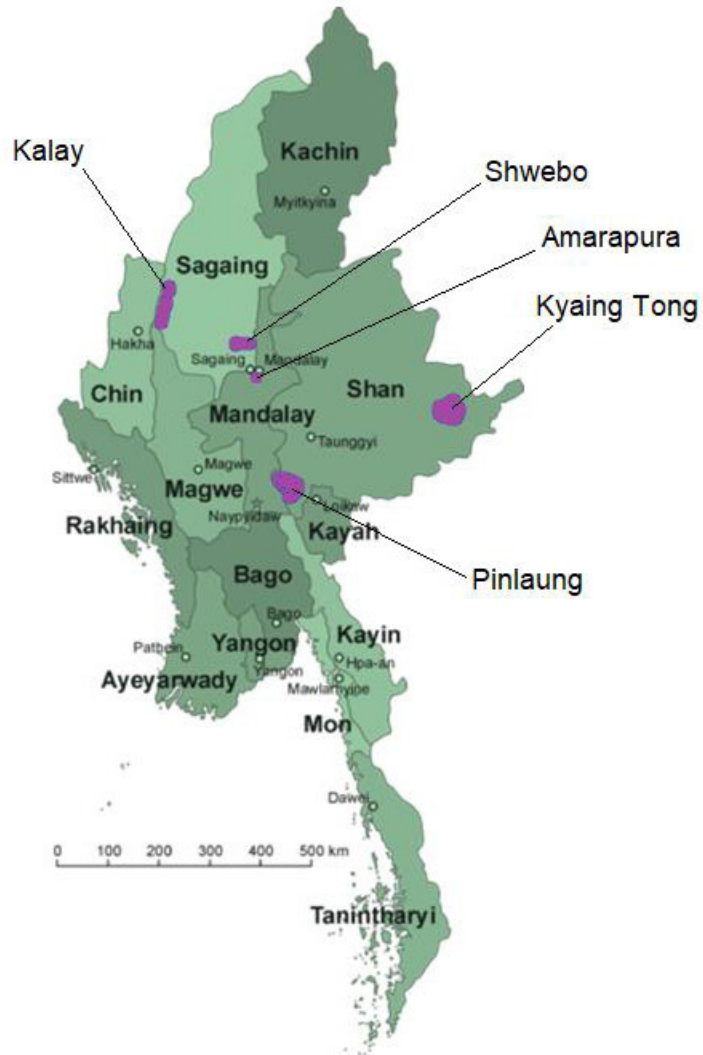 Kalay
Kachin
Shwebo
Myitkyina
Amarapura
Sagaing
Kyaing Tong
Hakha
Sagaing
Mandalay
Chin
Shan
Mandalay
Taunggyi
Magwe
Sittwe
Magwe
Loikaw
Naypyidaw
Rakhaing
Kayah
Pinlaung
Bago
Bago
Kayin
Yangon
Pathein
Hpa-an
Yangon
Ayeyarwady
Mawlamyine
Mon
Dawei
0 100 200 300 400 500 km
Tanintharyi